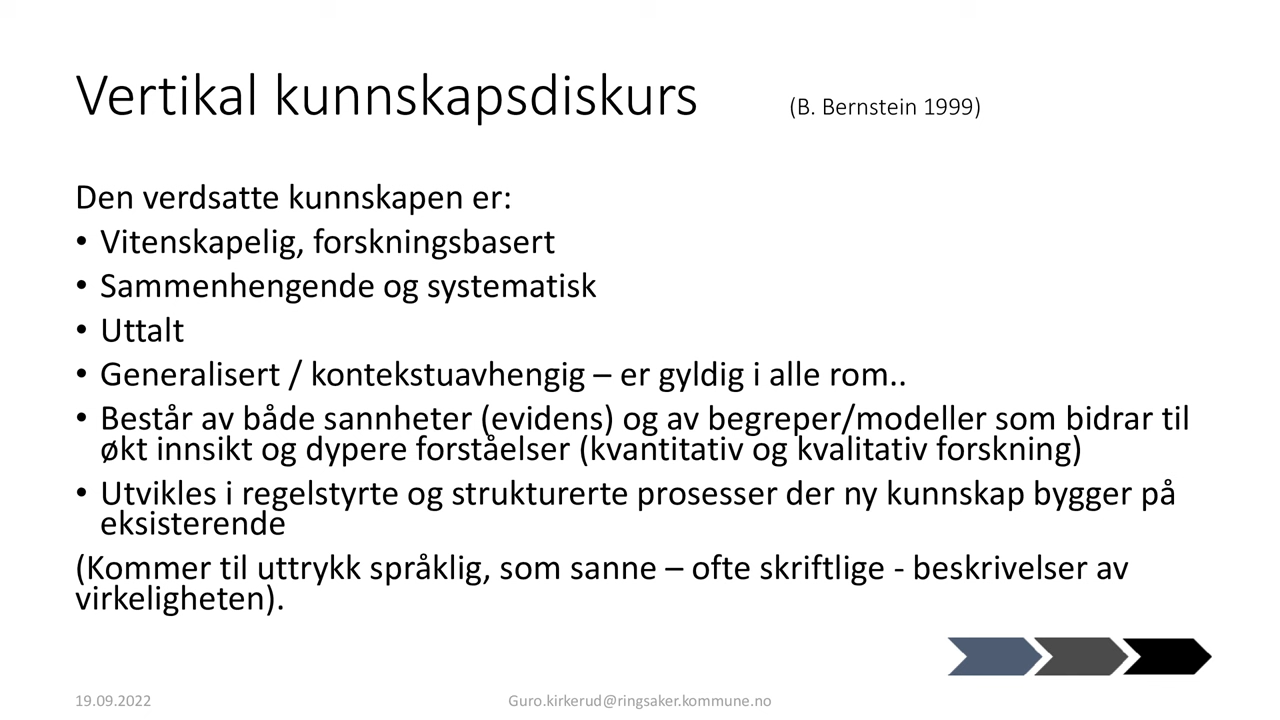 Vertikal kunnskapsdiskurs (B. Bernstein 1999)
Den verdsatte kunnskapen er:
• Vitenskapelig, forskningsbasert
• Sammenhengende og systematisk
• Uttalt
• Generalisert / kontekstuavhengig – er gyldig i alle rom..
• Består av både sannheter (evidens) og av begreper/modeller som bidrar til
økt innsikt og dypere forståelser (kvantitativ og kvalitativ forskning)
• Utvikles i regelstyrte og strukturerte prosesser der ny kunnskap bygger på
eksisterende
(Kommer til uttrykk språklig, som sanne – ofte skriftlige - beskrivelser av
virkeligheten).
19.09.2022
Guro.kirkerud@ringsaker.kommune.no